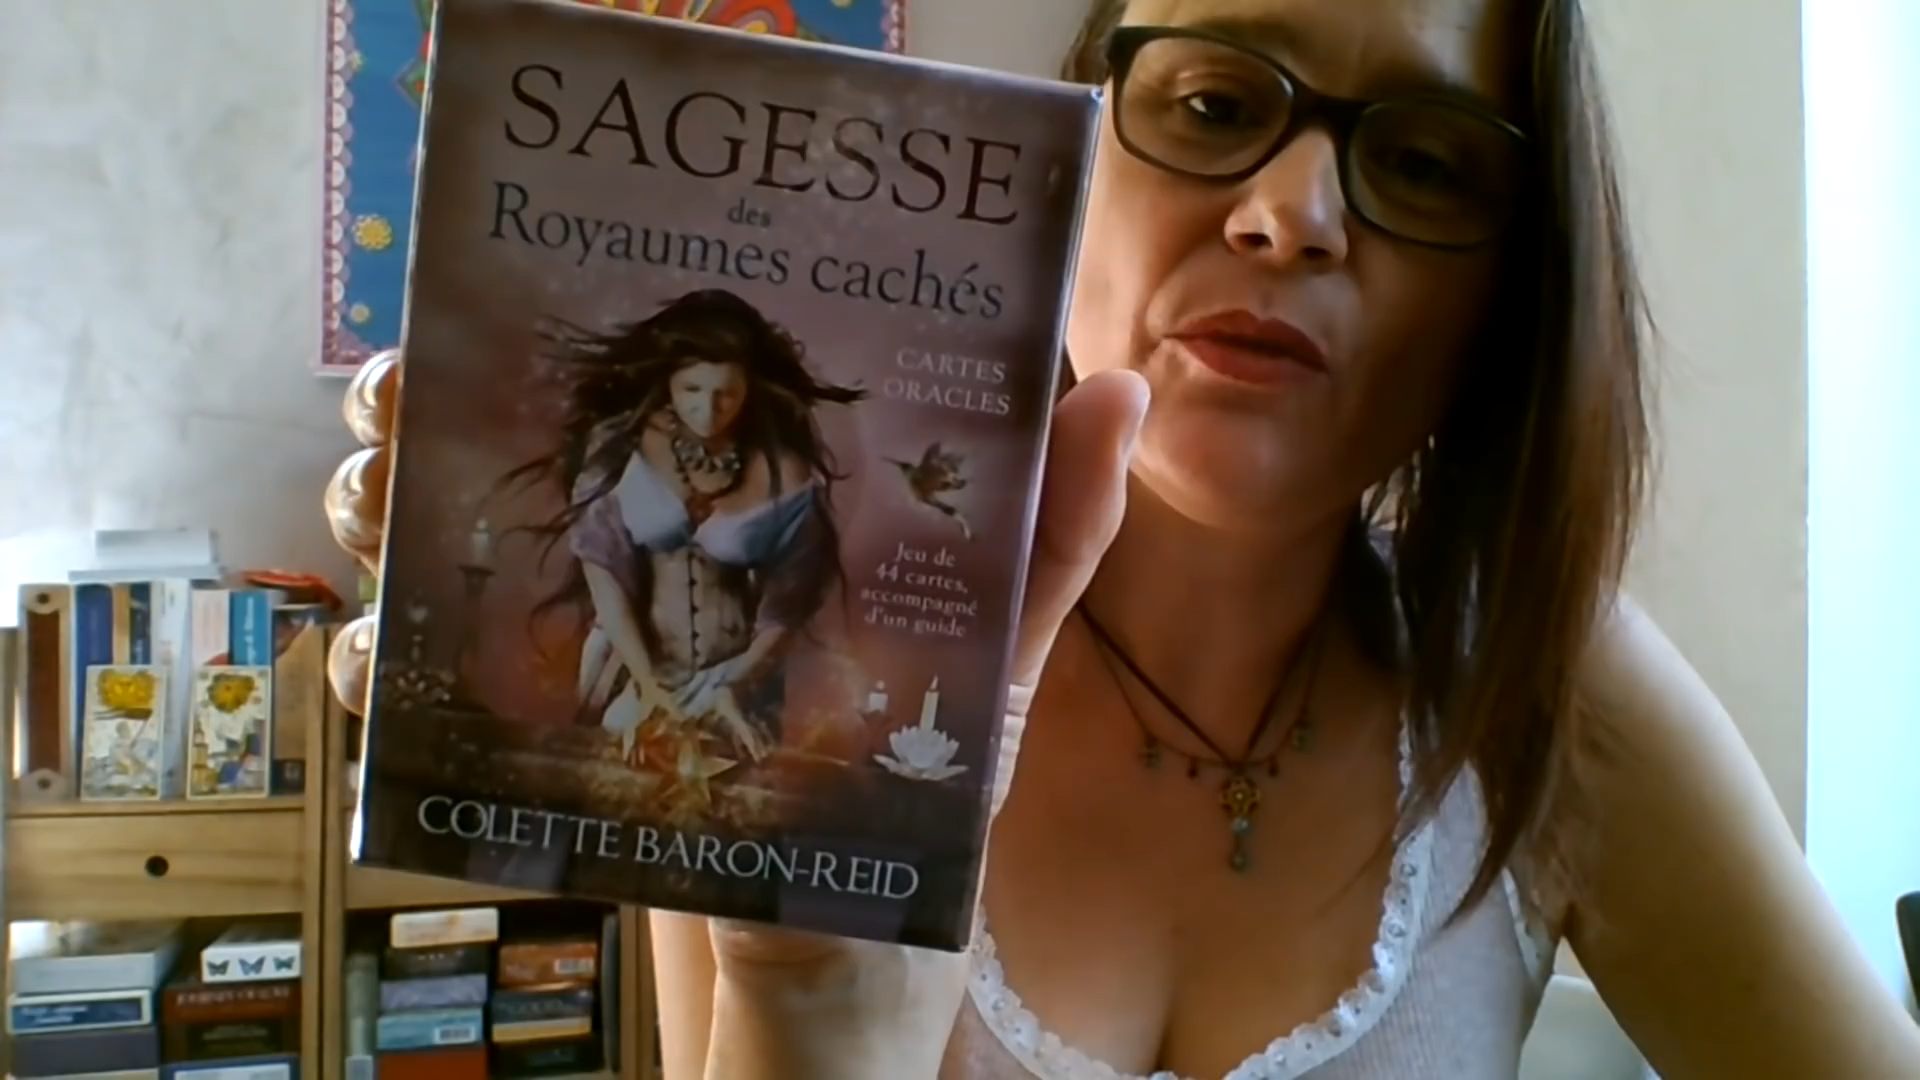 SAGESSE
des
Royaumes cachés
CARTES
ORACLES
Jeu de
44 cartes,
accompagné
d'un guide
COLETTE BARON-REID